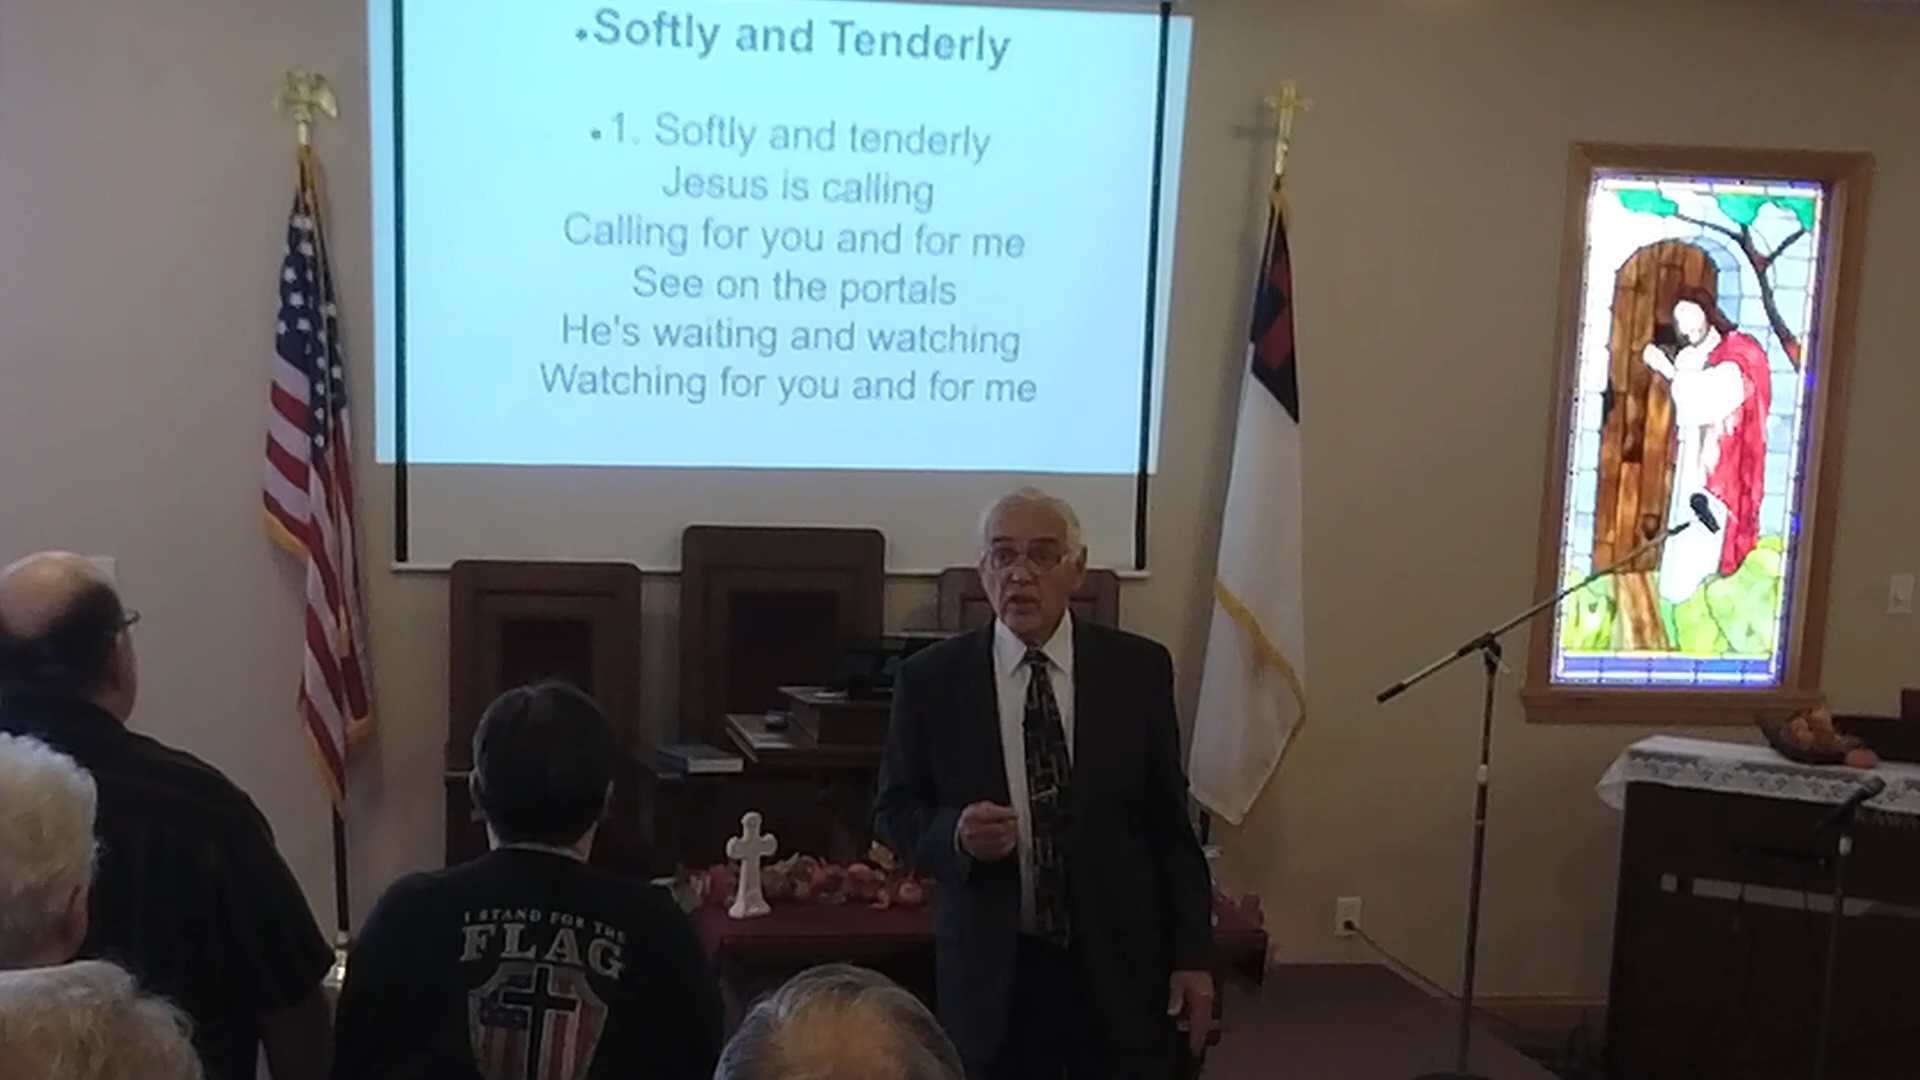 •Softly and Tenderly
•1. Softly and tenderly
Jesus is calling
Calling for you and for me
See on the portals
He's waiting and watching
Watching for you and for me
I STAND FOR THE
FLAG